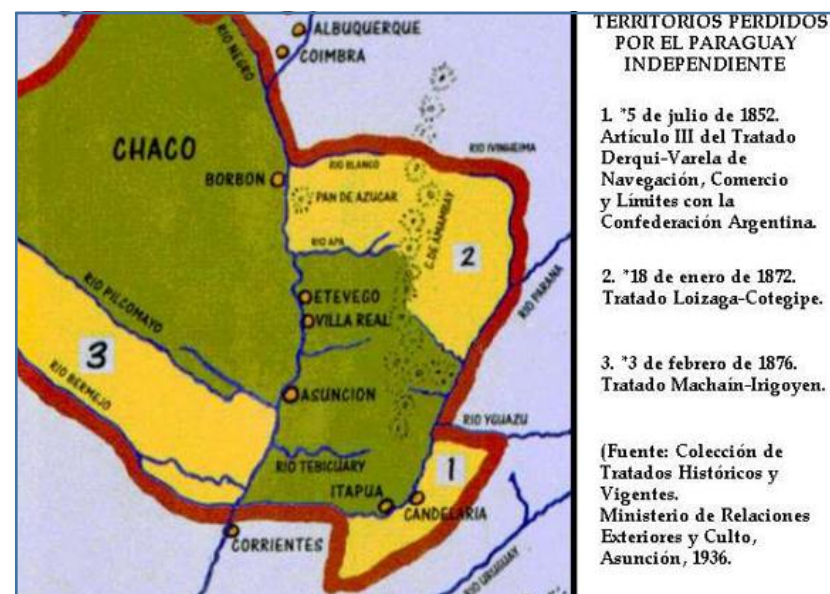 ALBUQUERQUE
COIMBRA
RIO NEGRO
CHACO
BORBON
RIO BLANCO
RIO IVINHEIMA
PAN DE AZUCAR
RIO APA
C. DE AMAMBAY
2
RIO PARANA
ETEVEGO
VILLA REAL
RIO PILCOMAYO
3
RIO BERMEJO
ASUNCION
RIO YGUAZU
RIO TEBICUARY
1
ITAPUA
CANDELARIA
CORRIENTES
RIO URUGUAY
TERRITORIOS PERDIDOS
POR EL PARAGUAY
INDEPENDIENTE
1. *5 de julio de 1852.
Artículo III del Tratado
Derqui-Varela de
Navegación, Comercio
y Límites con la
Confederación Argentina.
2. *18 de enero de 1872.
Tratado Loizaga-Cotegipe.
3. *3 de febrero de 1876.
Tratado Machaín-Irigoyen.
(Fuente: Colección de
Tratados Históricos y
Vigentes.
Ministerio de Relaciones
Exteriores y Culto,
Asunción, 1936.